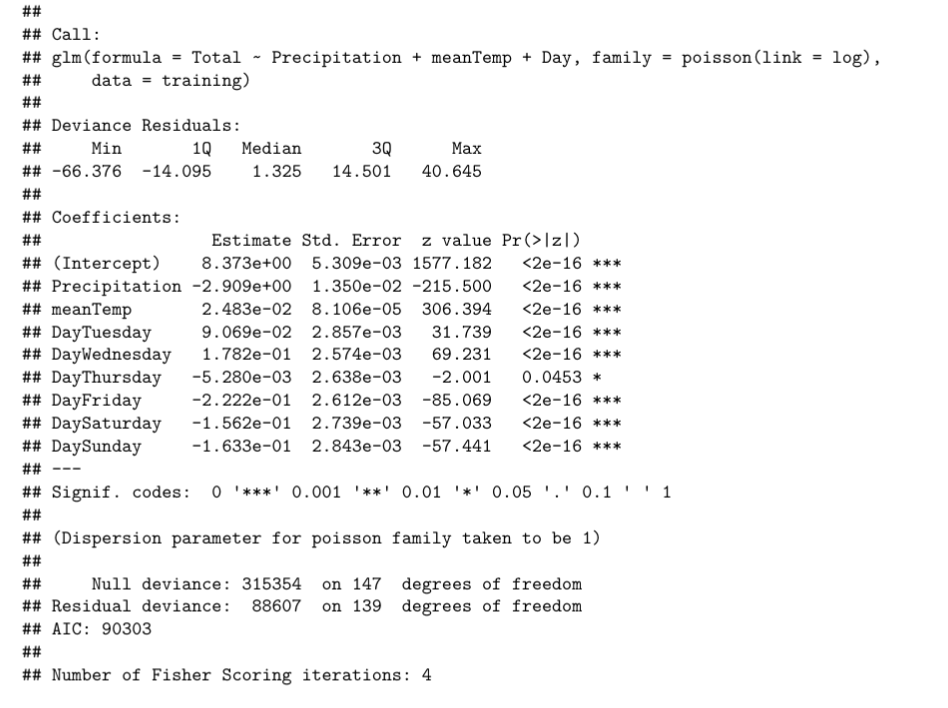 ##
## Call:
## glm(formula = Total ~ Precipitation + meanTemp + Day, family = poisson(link = log),
##     data = training)
##
## Deviance Residuals:
##     Min       1Q   Median       3Q      Max
## -66.376  -14.095    1.325   14.501   40.645
##
## Coefficients:
##                 Estimate Std. Error  z value Pr(>|z|)
## (Intercept)    8.373e+00  5.309e-03 1577.182   <2e-16 ***
## Precipitation -2.909e+00  1.350e-02 -215.500   <2e-16 ***
## meanTemp       2.483e-02  8.106e-05  306.394   <2e-16 ***
## DayTuesday     9.069e-02  2.857e-03   31.739   <2e-16 ***
## DayWednesday   1.782e-01  2.574e-03   69.231   <2e-16 ***
## DayThursday   -5.280e-03  2.638e-03   -2.001   0.0453 *
## DayFriday     -2.222e-01  2.612e-03  -85.069   <2e-16 ***
## DaySaturday   -1.562e-01  2.739e-03  -57.033   <2e-16 ***
## DaySunday     -1.633e-01  2.843e-03  -57.441   <2e-16 ***
## ---
## Signif. codes:  0 '***' 0.001 '**' 0.01 '*' 0.05 '.' 0.1 ' ' 1
##
## (Dispersion parameter for poisson family taken to be 1)
##
##     Null deviance: 315354  on 147  degrees of freedom
## Residual deviance:  88607  on 139  degrees of freedom
## AIC: 90303
##
## Number of Fisher Scoring iterations: 4